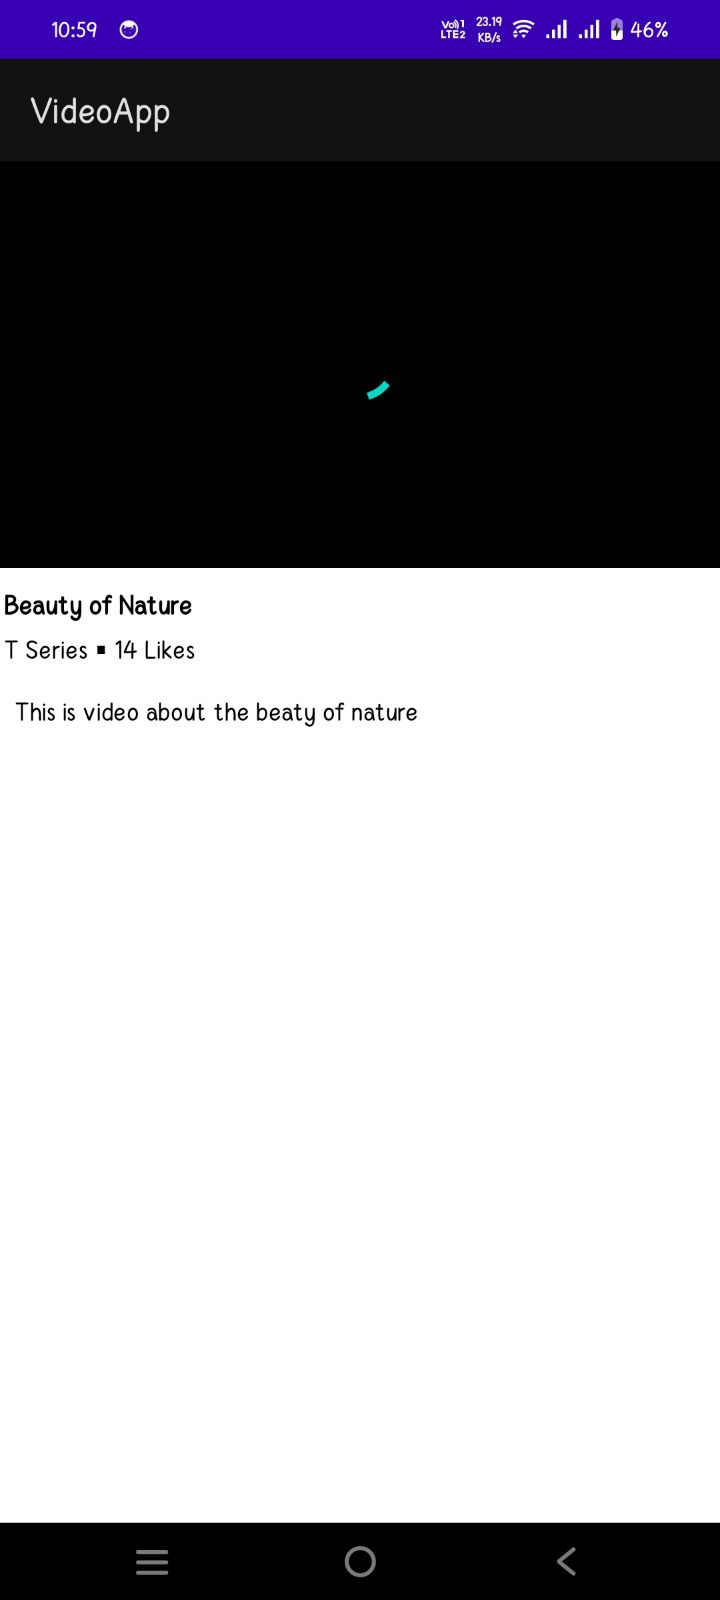 10:59 Vo)) 1 LTE2 23.19 KB/s 46%
VideoApp
Beauty of Nature
T Series ▪ 14 Likes
This is video about the beaty of nature